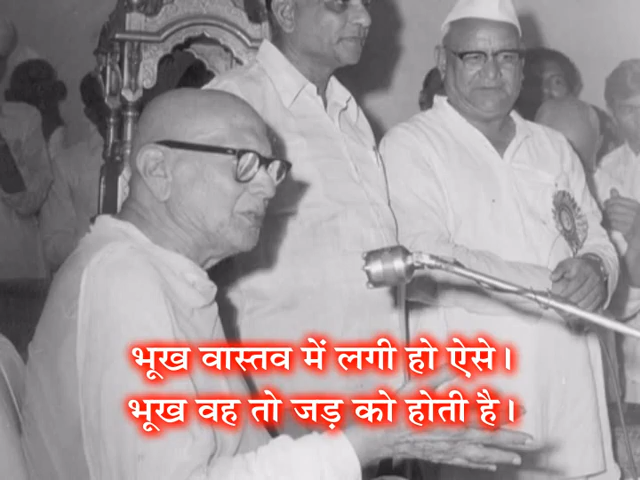 भूख वास्तव में लगी हो ऐसे।
भूख वह तो जड़ को होती है।